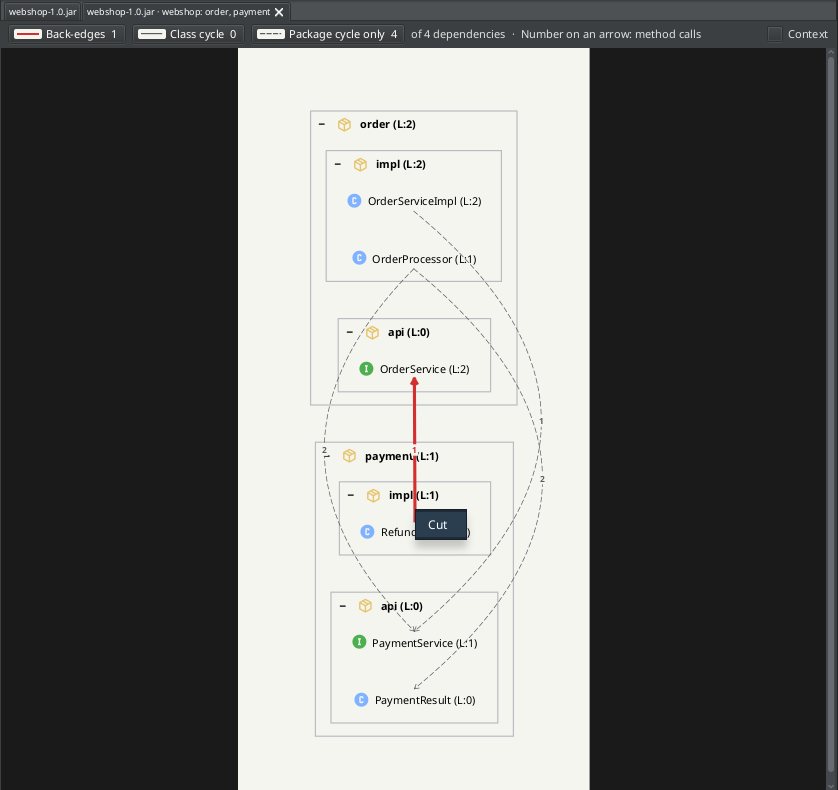 webshop-1.0.jar
webshop-1.0.jar · webshop: order, payment
Back-edges 1
Class cycle 0
Package cycle only 4
of 4 dependencies · Number on an arrow: method calls
Context
order (L:2)
impl (L:2)
OrderServiceImpl (L:2)
OrderProcessor (L:1)
api (L:0)
OrderService (L:2)
1
2
1
payment (L:1)
2
impl (L:1)
Cut
api (L:0)
PaymentService (L:1)
PaymentResult (L:0)